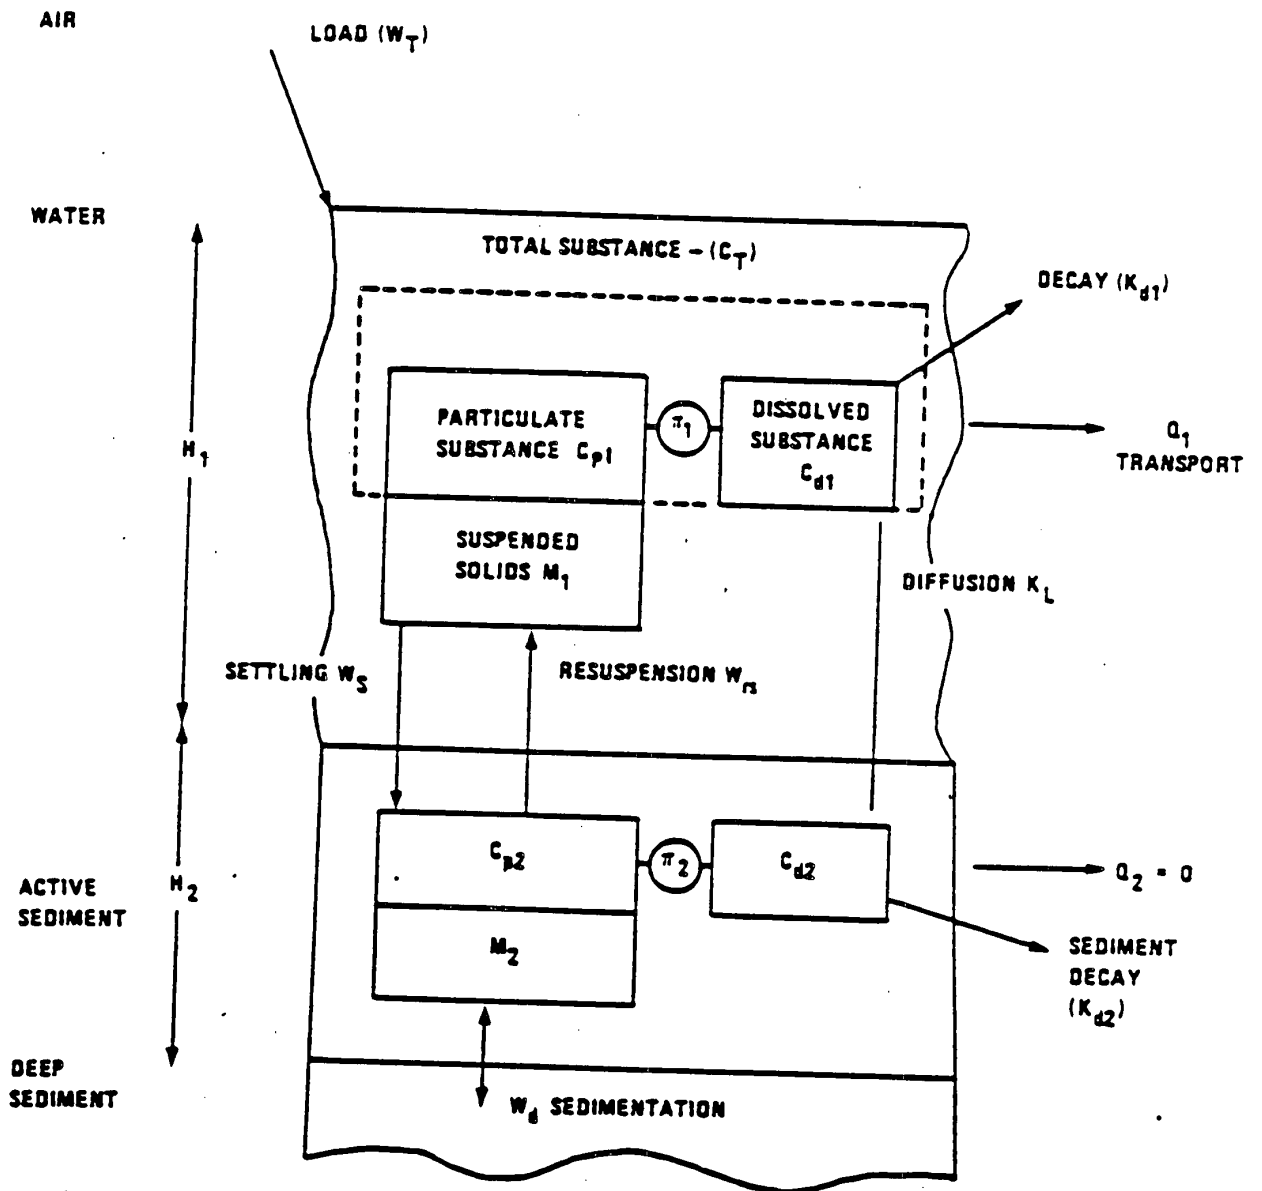 AIR
LOAD (W_T)
WATER
TOTAL SUBSTANCE – (C_T)
DECAY (K_d1)
PARTICULATE
SUBSTANCE C_p1
π_1
DISSOLVED
SUBSTANCE
C_d1
Q_1
TRANSPORT
H_1
SUSPENDED
SOLIDS M_1
DIFFUSION K_L
SETTLING W_S
RESUSPENSION W_rs
C_p2
π_2
C_d2
Q_2 = 0
ACTIVE
SEDIMENT
H_2
M_2
SEDIMENT
DECAY
(K_d2)
DEEP
SEDIMENT
W_d SEDIMENTATION